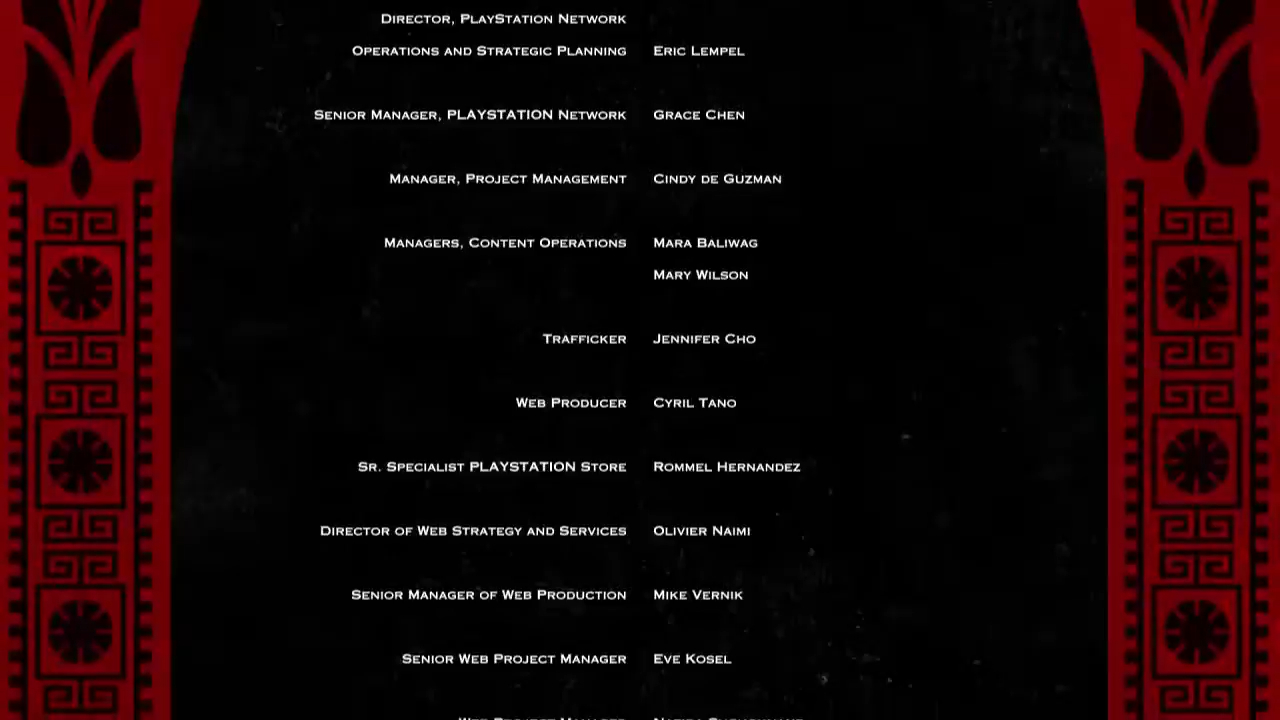 Director, PlayStation Network
Operations and Strategic Planning Eric Lempel
Senior Manager, PLAYSTATION Network Grace Chen
Manager, Project Management Cindy de Guzman
Managers, Content Operations Mara Baliwag
Mary Wilson
Trafficker Jennifer Cho
Web Producer Cyril Tano
Sr. Specialist PLAYSTATION Store Rommel Hernandez
Director of Web Strategy and Services Olivier Naimi
Senior Manager of Web Production Mike Vernik
Senior Web Project Manager Eve Kosel
Web Project Manager